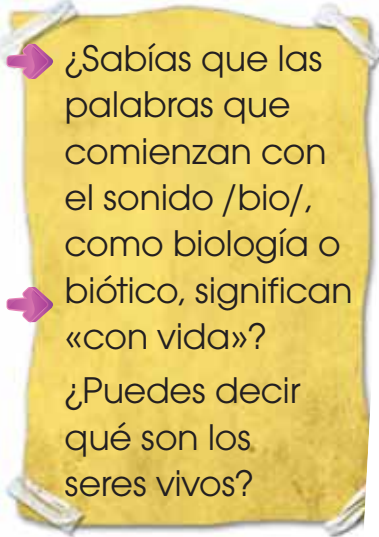 ¿Sabías que las
palabras que
comienzan con
el sonido /bio/,
como biología o
biótico, significan
«con vida»?
¿Puedes decir
qué son los
seres vivos?